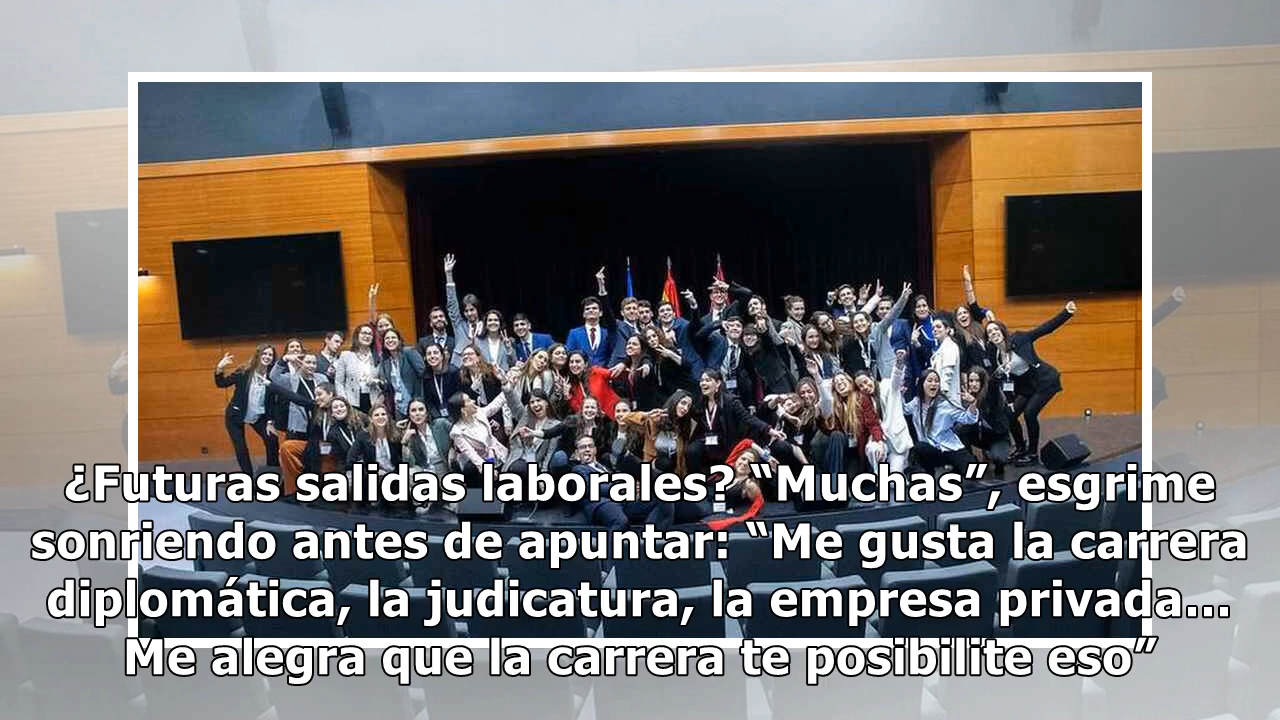 ¿Futuras salidas laborales? “Muchas”, esgrime
sonriendo antes de apuntar: “Me gusta la carrera
diplomática, la judicatura, la empresa privada...
Me alegra que la carrera te posibilite eso”